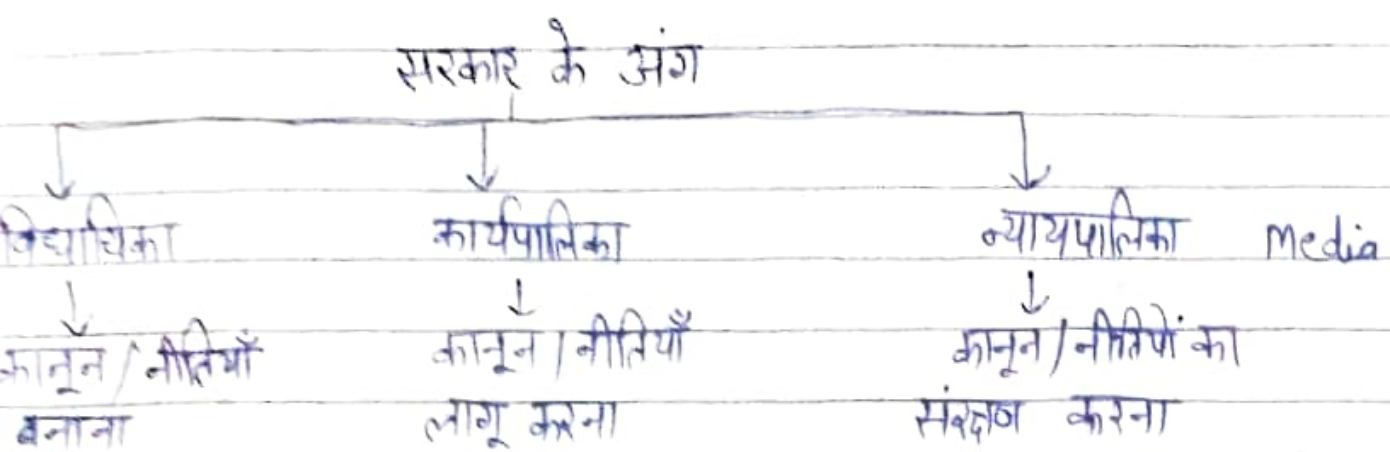 सरकार के अंग
विधायिका कार्यपालिका न्यायपालिका Media
कानून / नीतियाँ कानून / नीतियाँ कानून / नीतियों का
बनाना लागू करना संरक्षण करना